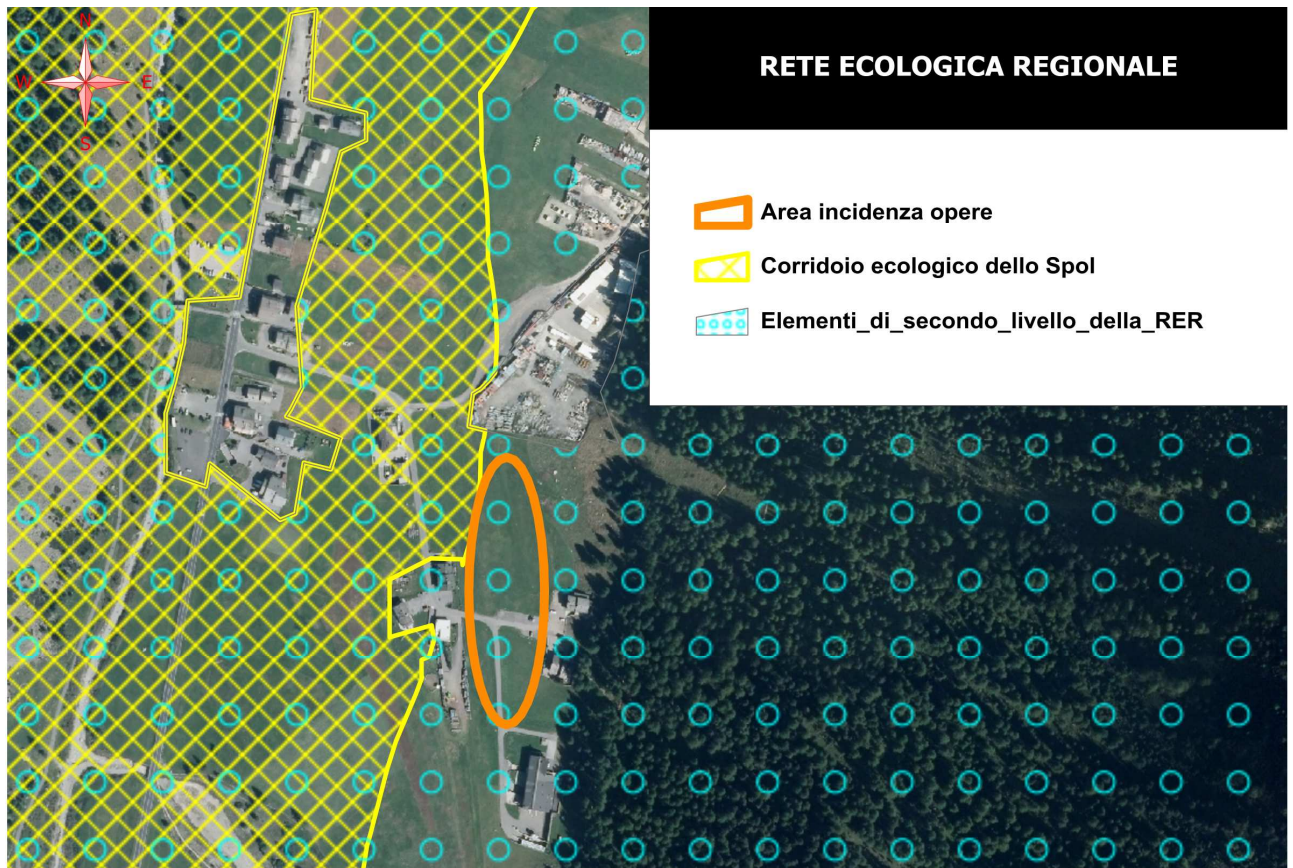 N
W
E
S
RETE ECOLOGICA REGIONALE
Area incidenza opere
Corridoio ecologico dello Spol
Elementi_di_secondo_livello_della_RER